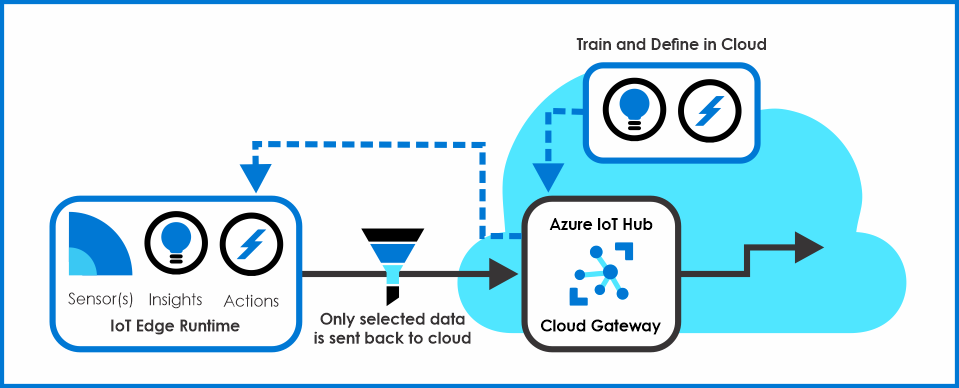 Train and Define in Cloud
Azure IoT Hub
Cloud Gateway
Sensor(s) Insights Actions
IoT Edge Runtime
Only selected data
is sent back to cloud